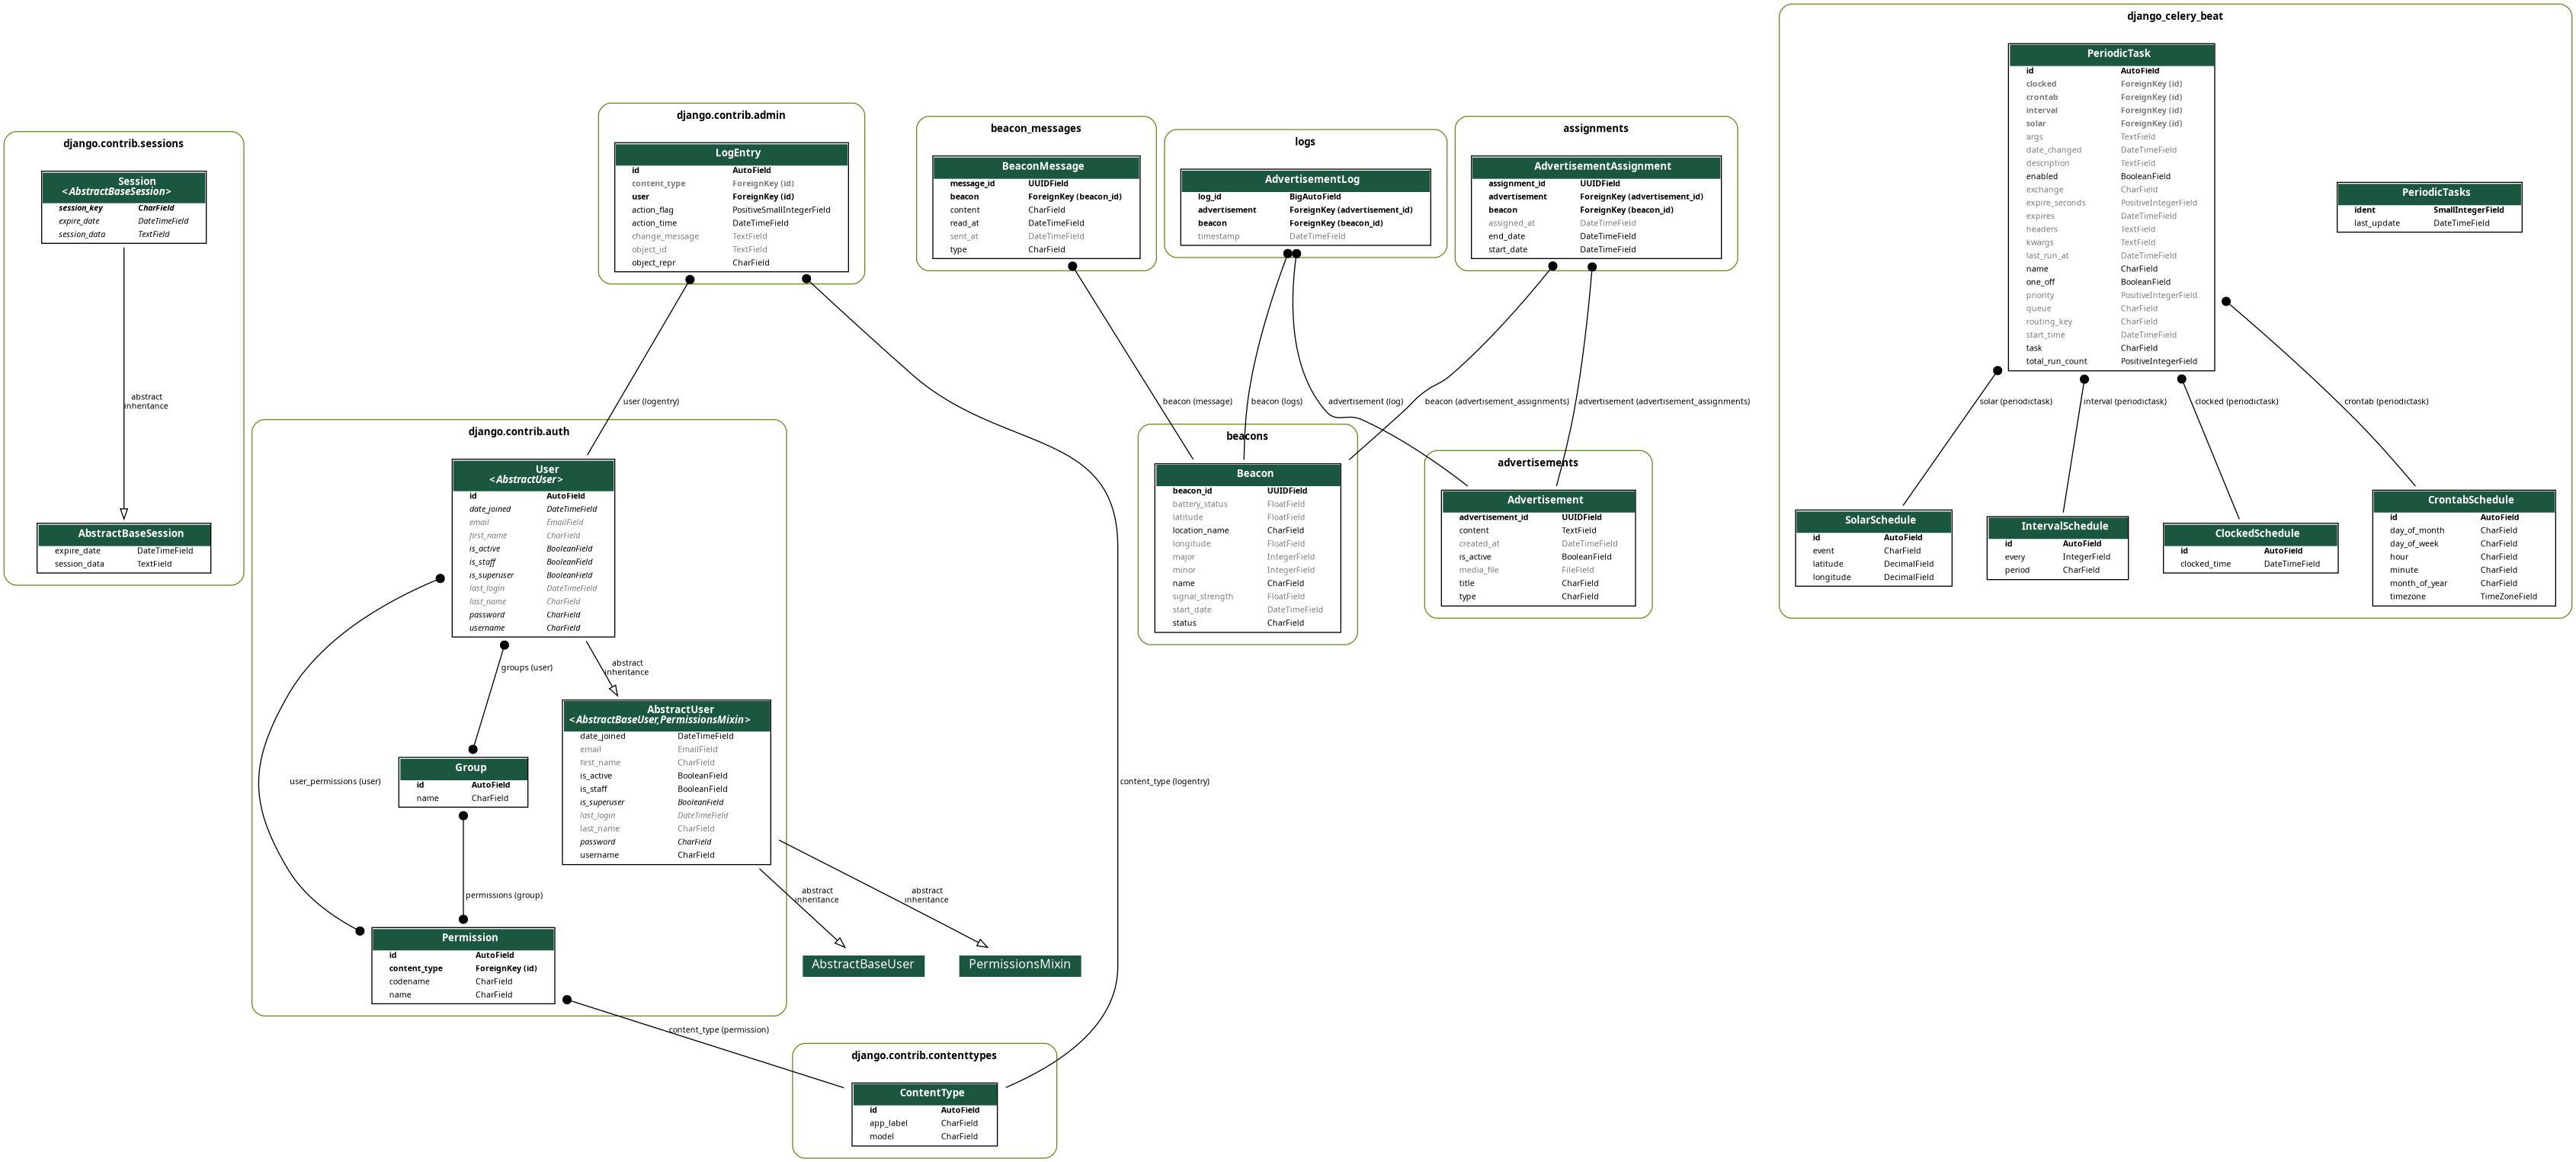 django.contrib.sessions
Session
<AbstractBaseSession>
session_key CharField
expire_date DateTimeField
session_data TextField
abstract
inheritance
AbstractBaseSession
expire_date DateTimeField
session_data TextField
django.contrib.admin
LogEntry
id AutoField
content_type ForeignKey (id)
user ForeignKey (id)
action_flag PositiveSmallIntegerField
action_time DateTimeField
change_message TextField
object_id TextField
object_repr CharField
user (logentry)
content_type (logentry)
django.contrib.auth
User
<AbstractUser>
id AutoField
date_joined DateTimeField
email EmailField
first_name CharField
is_active BooleanField
is_staff BooleanField
is_superuser BooleanField
last_login DateTimeField
last_name CharField
password CharField
username CharField
groups (user)
abstract
inheritance
user_permissions (user)
AbstractUser
<AbstractBaseUser,PermissionsMixin>
date_joined DateTimeField
email EmailField
first_name CharField
is_active BooleanField
is_staff BooleanField
is_superuser BooleanField
last_login DateTimeField
last_name CharField
password CharField
username CharField
Group
id AutoField
name CharField
permissions (group)
Permission
id AutoField
content_type ForeignKey (id)
codename CharField
name CharField
abstract
inheritance
abstract
inheritance
AbstractBaseUser
PermissionsMixin
content_type (permission)
django.contrib.contenttypes
ContentType
id AutoField
app_label CharField
model CharField
beacon_messages
BeaconMessage
message_id UUIDField
beacon ForeignKey (beacon_id)
content CharField
read_at DateTimeField
sent_at DateTimeField
type CharField
logs
AdvertisementLog
log_id BigAutoField
advertisement ForeignKey (advertisement_id)
beacon ForeignKey (beacon_id)
timestamp DateTimeField
assignments
AdvertisementAssignment
assignment_id UUIDField
advertisement ForeignKey (advertisement_id)
beacon ForeignKey (beacon_id)
assigned_at DateTimeField
end_date DateTimeField
start_date DateTimeField
beacon (message)
beacon (logs)
advertisement (log)
beacon (advertisement_assignments)
advertisement (advertisement_assignments)
beacons
Beacon
beacon_id UUIDField
battery_status FloatField
latitude FloatField
location_name CharField
longitude FloatField
major IntegerField
minor IntegerField
name CharField
signal_strength FloatField
start_date DateTimeField
status CharField
advertisements
Advertisement
advertisement_id UUIDField
content TextField
created_at DateTimeField
is_active BooleanField
media_file FileField
title CharField
type CharField
django_celery_beat
PeriodicTask
id AutoField
clocked ForeignKey (id)
crontab ForeignKey (id)
interval ForeignKey (id)
solar ForeignKey (id)
args TextField
date_changed DateTimeField
description TextField
enabled BooleanField
exchange CharField
expire_seconds PositiveIntegerField
expires DateTimeField
headers TextField
kwargs TextField
last_run_at DateTimeField
name CharField
one_off BooleanField
priority PositiveIntegerField
queue CharField
routing_key CharField
start_time DateTimeField
task CharField
total_run_count PositiveIntegerField
PeriodicTasks
ident SmallIntegerField
last_update DateTimeField
solar (periodictask)
interval (periodictask)
clocked (periodictask)
crontab (periodictask)
SolarSchedule
id AutoField
event CharField
latitude DecimalField
longitude DecimalField
IntervalSchedule
id AutoField
every IntegerField
period CharField
ClockedSchedule
id AutoField
clocked_time DateTimeField
CrontabSchedule
id AutoField
day_of_month CharField
day_of_week CharField
hour CharField
minute CharField
month_of_year CharField
timezone TimeZoneField